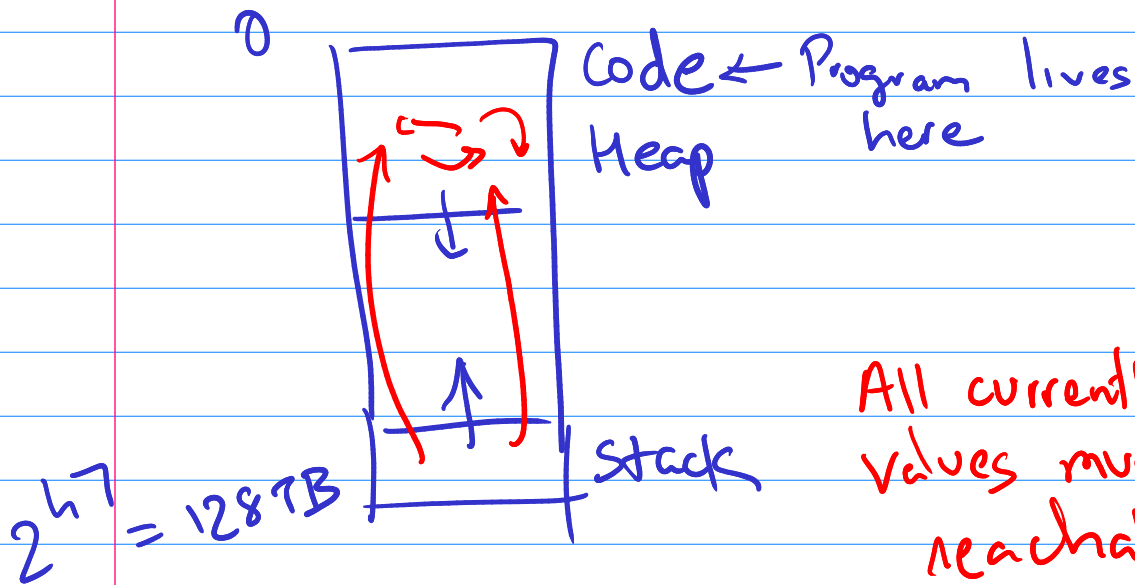 0
Code ← Program lives
here
Heap
All current
values mu
reacha
stack
2^47 = 128TB